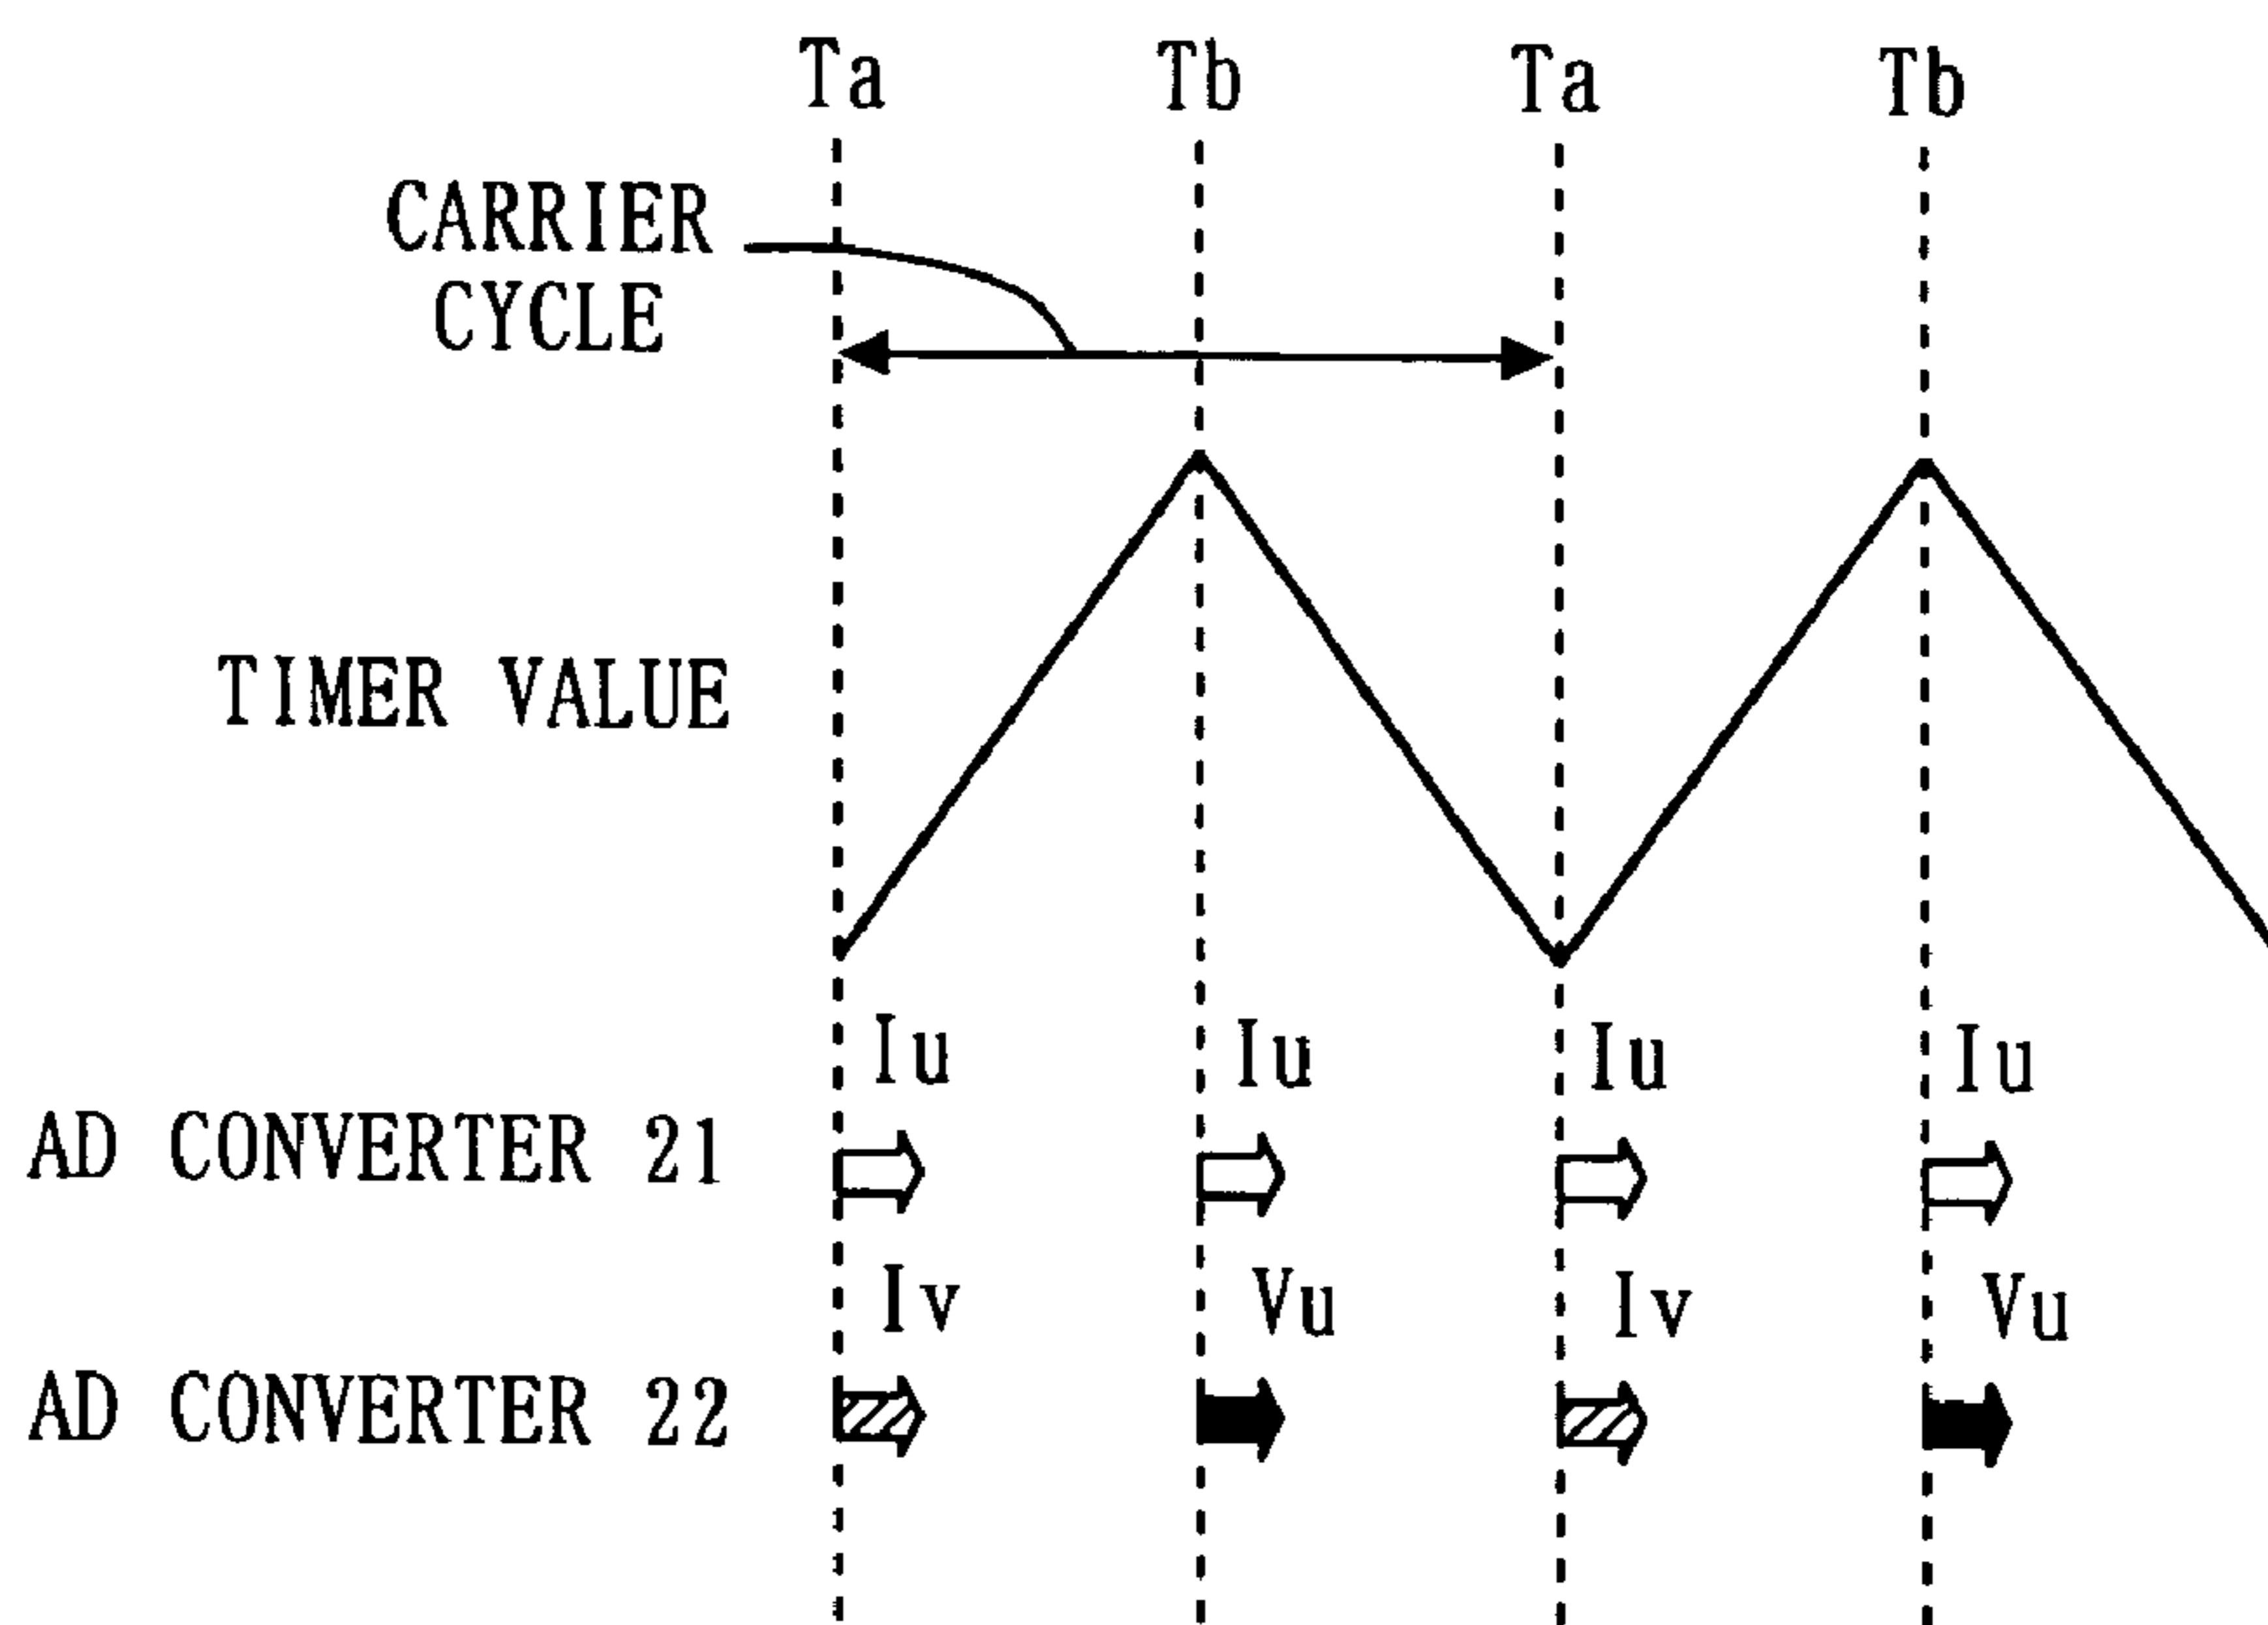 Ta Tb Ta Tb
CARRIER
CYCLE
TIMER VALUE
Iu Iu Iu Iu
AD CONVERTER 21
Iv Vu Iv Vu
AD CONVERTER 22